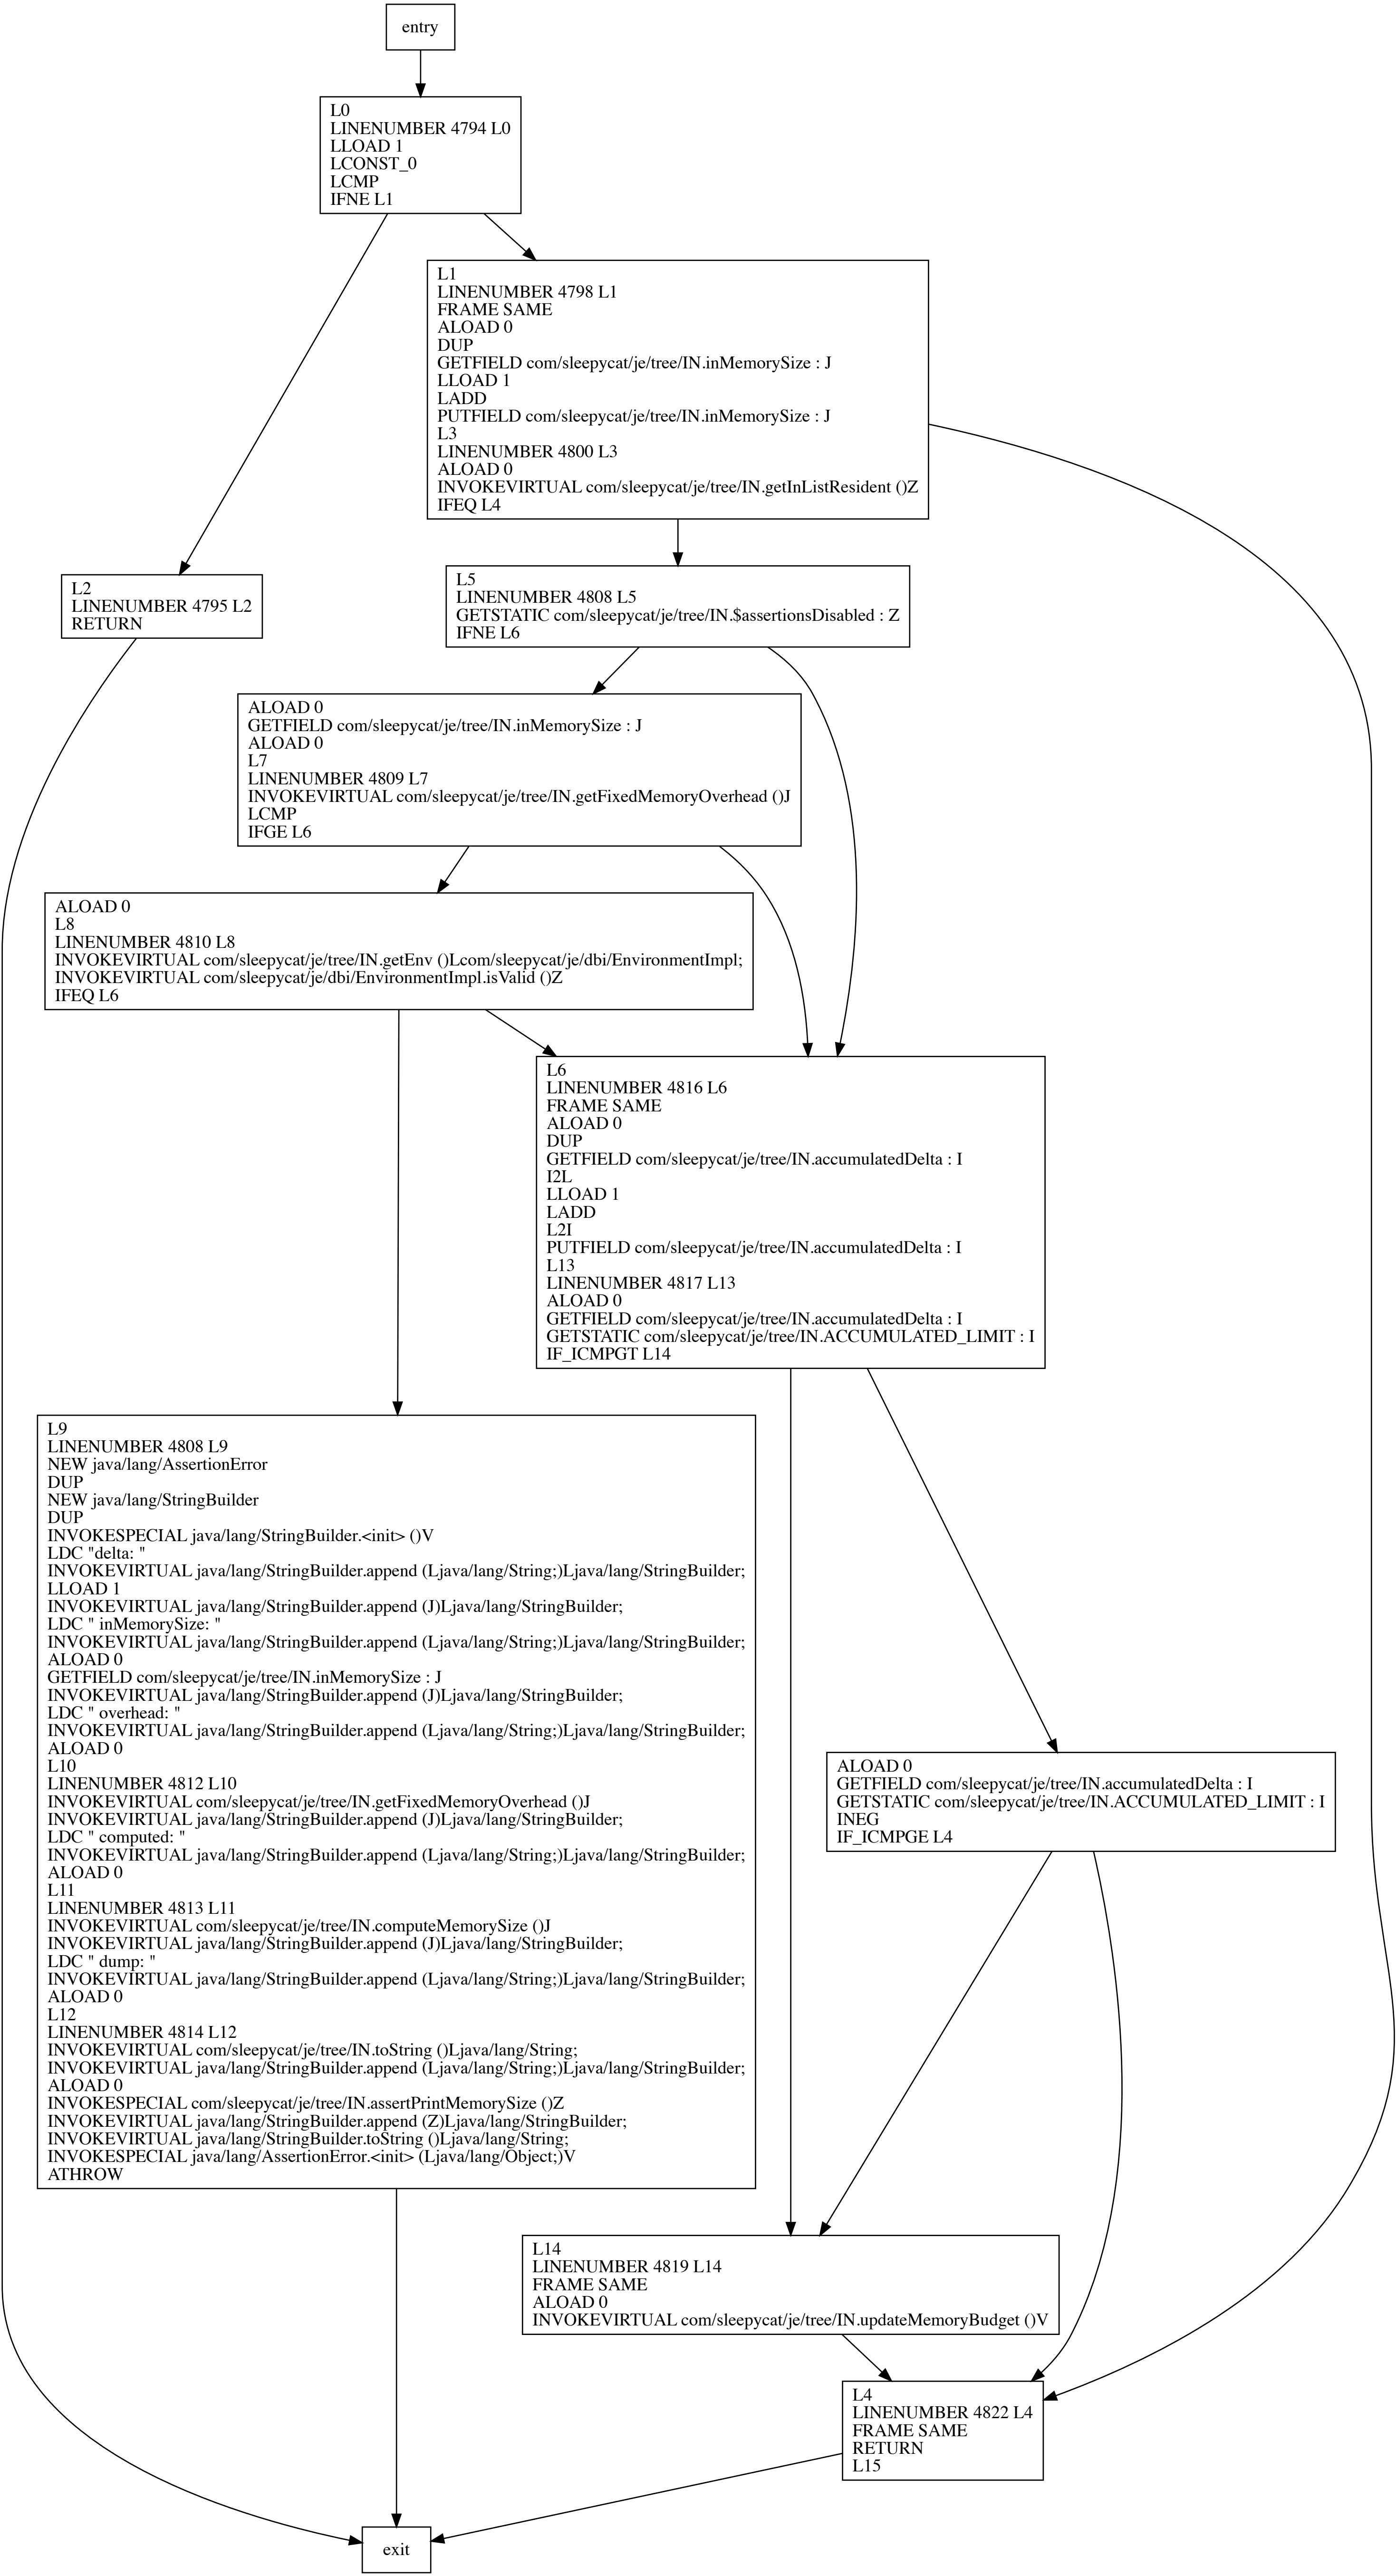 entry
L0
LINENUMBER 4794 L0
LLOAD 1
LCONST_0
LCMP
IFNE L1
L1
LINENUMBER 4798 L1
FRAME SAME
ALOAD 0
DUP
GETFIELD com/sleepycat/je/tree/IN.inMemorySize : J
LLOAD 1
LADD
PUTFIELD com/sleepycat/je/tree/IN.inMemorySize : J
L3
LINENUMBER 4800 L3
ALOAD 0
INVOKEVIRTUAL com/sleepycat/je/tree/IN.getInListResident ()Z
IFEQ L4
L2
LINENUMBER 4795 L2
RETURN
L5
LINENUMBER 4808 L5
GETSTATIC com/sleepycat/je/tree/IN.$assertionsDisabled : Z
IFNE L6
ALOAD 0
GETFIELD com/sleepycat/je/tree/IN.inMemorySize : J
ALOAD 0
L7
LINENUMBER 4809 L7
INVOKEVIRTUAL com/sleepycat/je/tree/IN.getFixedMemoryOverhead ()J
LCMP
IFGE L6
ALOAD 0
L8
LINENUMBER 4810 L8
INVOKEVIRTUAL com/sleepycat/je/tree/IN.getEnv ()Lcom/sleepycat/je/dbi/EnvironmentImpl;
INVOKEVIRTUAL com/sleepycat/je/dbi/EnvironmentImpl.isValid ()Z
IFEQ L6
L6
LINENUMBER 4816 L6
FRAME SAME
ALOAD 0
DUP
GETFIELD com/sleepycat/je/tree/IN.accumulatedDelta : I
I2L
LLOAD 1
LADD
L2I
PUTFIELD com/sleepycat/je/tree/IN.accumulatedDelta : I
L13
LINENUMBER 4817 L13
ALOAD 0
GETFIELD com/sleepycat/je/tree/IN.accumulatedDelta : I
GETSTATIC com/sleepycat/je/tree/IN.ACCUMULATED_LIMIT : I
IF_ICMPGT L14
L9
LINENUMBER 4808 L9
NEW java/lang/AssertionError
DUP
NEW java/lang/StringBuilder
DUP
INVOKESPECIAL java/lang/StringBuilder.<init> ()V
LDC "delta: "
INVOKEVIRTUAL java/lang/StringBuilder.append (Ljava/lang/String;)Ljava/lang/StringBuilder;
LLOAD 1
INVOKEVIRTUAL java/lang/StringBuilder.append (J)Ljava/lang/StringBuilder;
LDC " inMemorySize: "
INVOKEVIRTUAL java/lang/StringBuilder.append (Ljava/lang/String;)Ljava/lang/StringBuilder;
ALOAD 0
GETFIELD com/sleepycat/je/tree/IN.inMemorySize : J
INVOKEVIRTUAL java/lang/StringBuilder.append (J)Ljava/lang/StringBuilder;
LDC " overhead: "
INVOKEVIRTUAL java/lang/StringBuilder.append (Ljava/lang/String;)Ljava/lang/StringBuilder;
ALOAD 0
L10
LINENUMBER 4812 L10
INVOKEVIRTUAL com/sleepycat/je/tree/IN.getFixedMemoryOverhead ()J
INVOKEVIRTUAL java/lang/StringBuilder.append (J)Ljava/lang/StringBuilder;
LDC " computed: "
INVOKEVIRTUAL java/lang/StringBuilder.append (Ljava/lang/String;)Ljava/lang/StringBuilder;
ALOAD 0
L11
LINENUMBER 4813 L11
INVOKEVIRTUAL com/sleepycat/je/tree/IN.computeMemorySize ()J
INVOKEVIRTUAL java/lang/StringBuilder.append (J)Ljava/lang/StringBuilder;
LDC " dump: "
INVOKEVIRTUAL java/lang/StringBuilder.append (Ljava/lang/String;)Ljava/lang/StringBuilder;
ALOAD 0
L12
LINENUMBER 4814 L12
INVOKEVIRTUAL com/sleepycat/je/tree/IN.toString ()Ljava/lang/String;
INVOKEVIRTUAL java/lang/StringBuilder.append (Ljava/lang/String;)Ljava/lang/StringBuilder;
ALOAD 0
INVOKESPECIAL com/sleepycat/je/tree/IN.assertPrintMemorySize ()Z
INVOKEVIRTUAL java/lang/StringBuilder.append (Z)Ljava/lang/StringBuilder;
INVOKEVIRTUAL java/lang/StringBuilder.toString ()Ljava/lang/String;
INVOKESPECIAL java/lang/AssertionError.<init> (Ljava/lang/Object;)V
ATHROW
ALOAD 0
GETFIELD com/sleepycat/je/tree/IN.accumulatedDelta : I
GETSTATIC com/sleepycat/je/tree/IN.ACCUMULATED_LIMIT : I
INEG
IF_ICMPGE L4
L14
LINENUMBER 4819 L14
FRAME SAME
ALOAD 0
INVOKEVIRTUAL com/sleepycat/je/tree/IN.updateMemoryBudget ()V
L4
LINENUMBER 4822 L4
FRAME SAME
RETURN
L15
exit